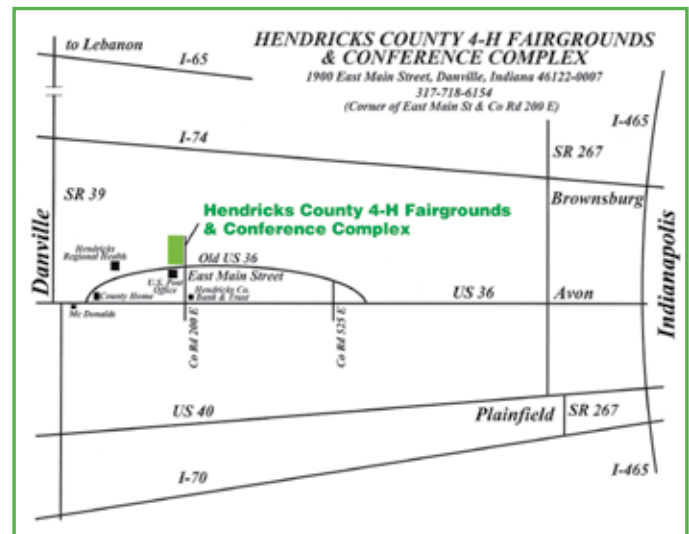 to Lebanon
I-65
HENDRICKS COUNTY 4-H FAIRGROUNDS
& CONFERENCE COMPLEX
1900 East Main Street, Danville, Indiana 46122-0007
317-718-6154
(Corner of East Main St & Co Rd 200 E)
I-465
I-74
SR 267
SR 39
Brownsburg
Hendricks County 4-H Fairgrounds
& Conference Complex
Danville
Hendricks
Regional Health
Old US 36
U.S. Post
Office
East Main Street
County Home
Hendricks Co.
Bank & Trust
US 36
Avon
Indianapolis
Mc Donalds
Co Rd 200 E
Co Rd 525 E
US 40
Plainfield
SR 267
I-70
I-465